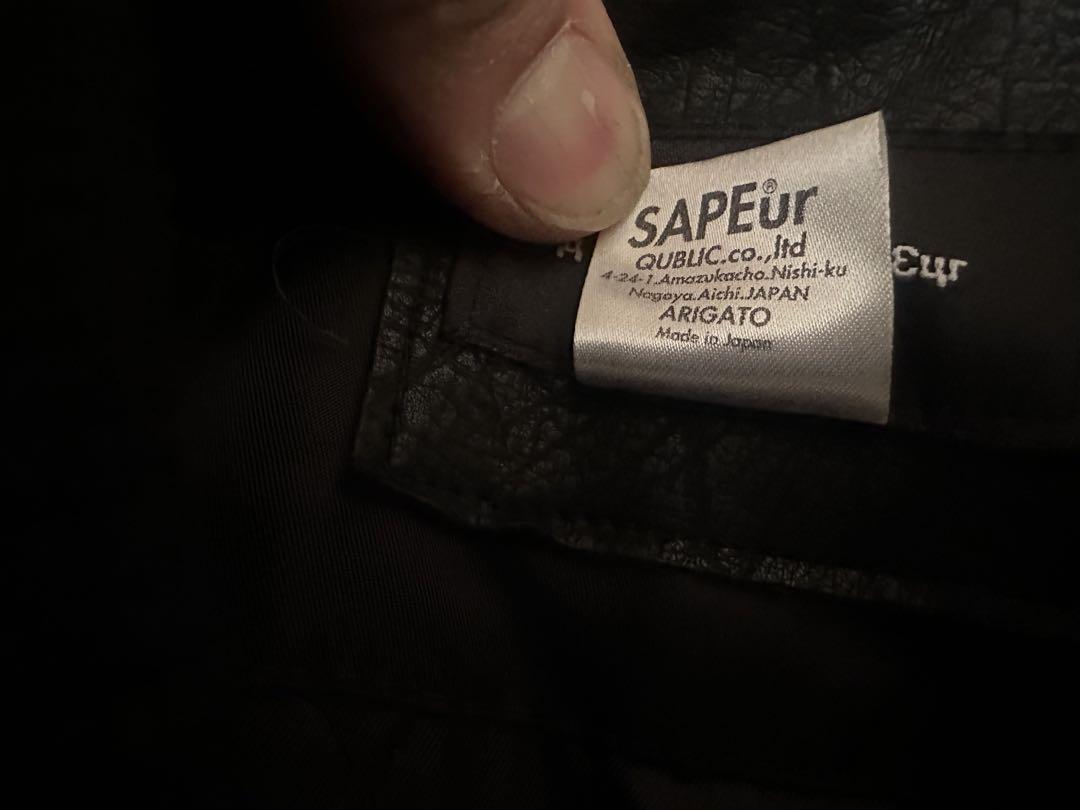 SAPEur®
QUBLIC.co.,ltd
4-24-1.Amazukacho.Nishi-ku
Nagoya.Aichi.JAPAN
ARIGATO
Made in Japan